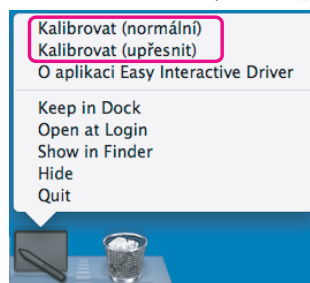 Kalibrovat (normální)
Kalibrovat (upřesnit)
O aplikaci Easy Interactive Driver
Keep in Dock
Open at Login
Show in Finder
Hide
Quit